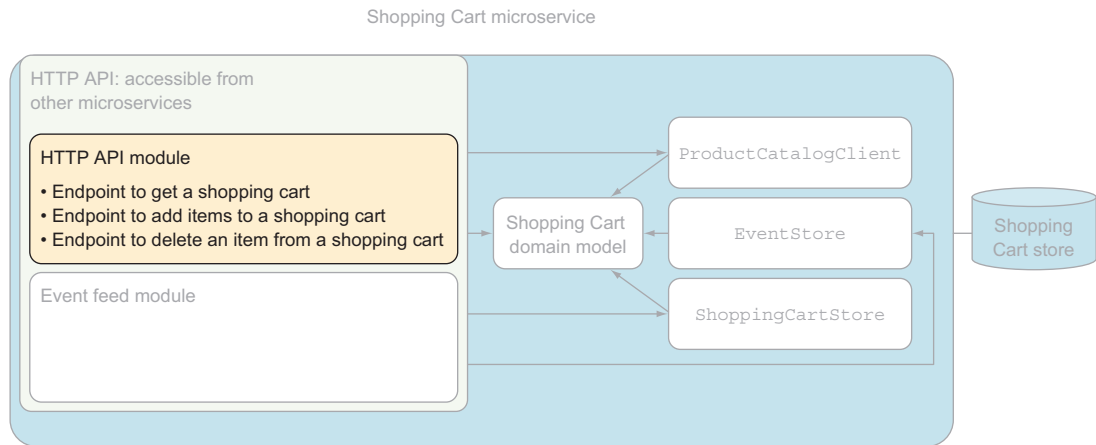 Shopping Cart microservice
HTTP API: accessible from
other microservices
HTTP API module
• Endpoint to get a shopping cart
• Endpoint to add items to a shopping cart
• Endpoint to delete an item from a shopping cart
Event feed module
Shopping Cart
domain model
ProductCatalogClient
EventStore
ShoppingCartStore
Shopping
Cart store